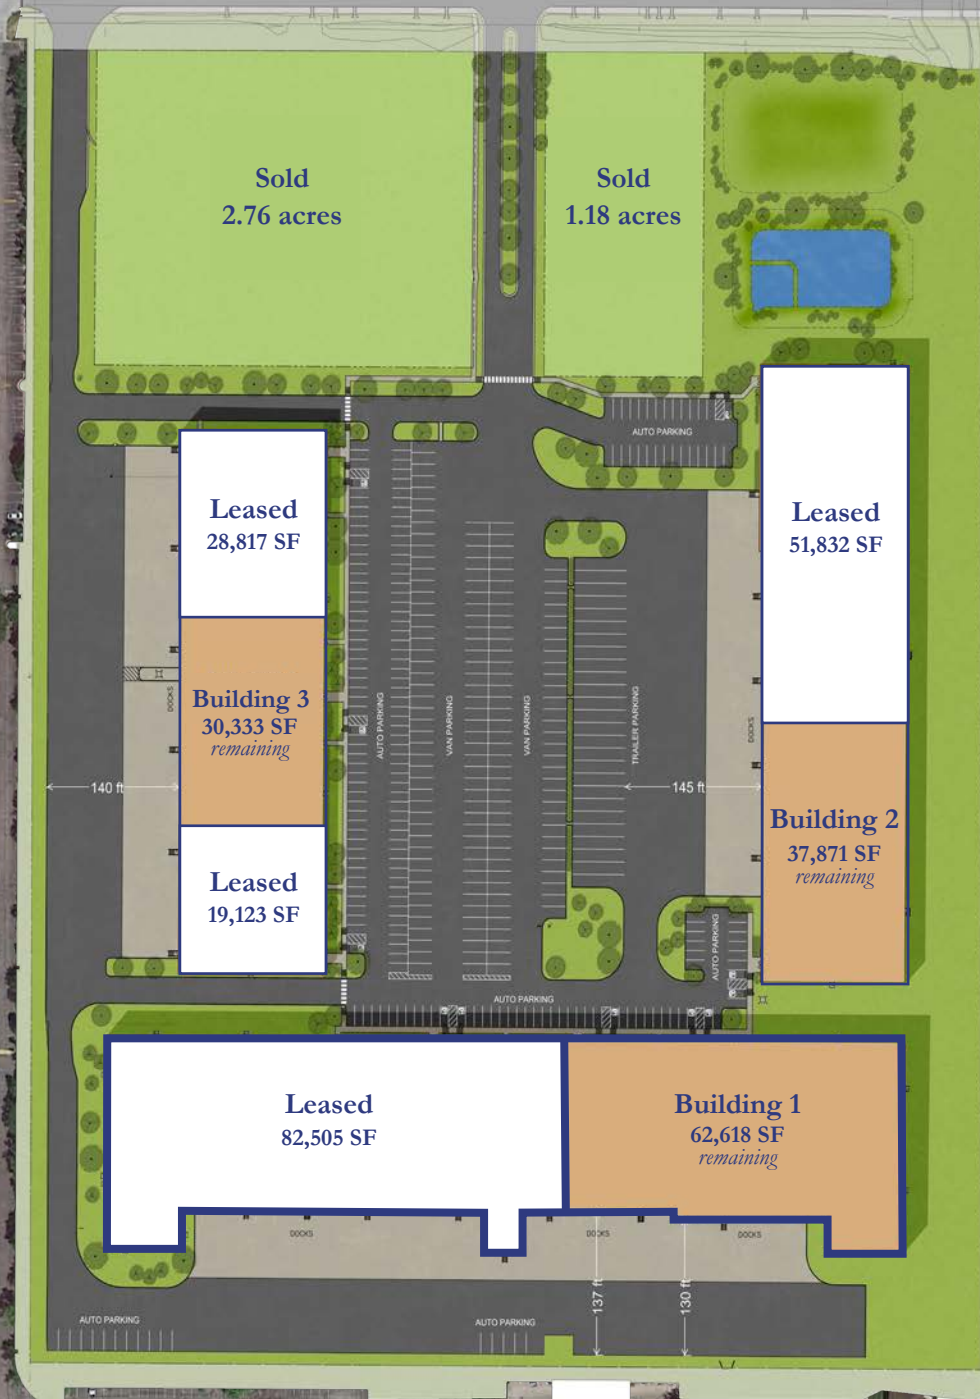 Sold
2.76 acres
Sold
1.18 acres
AUTO PARKING
Leased
28,817 SF
Leased
51,832 SF
Building 3
30,333 SF
remaining
DOCKS
AUTO PARKING
VAN PARKING
VAN PARKING
TRAILER PARKING
DOCKS
140 ft
145 ft
Building 2
37,871 SF
remaining
Leased
19,123 SF
AUTO PARKING
AUTO PARKING
Leased
82,505 SF
Building 1
62,618 SF
remaining
DOCKS
DOCKS
DOCKS
137 ft
130 ft
AUTO PARKING
AUTO PARKING